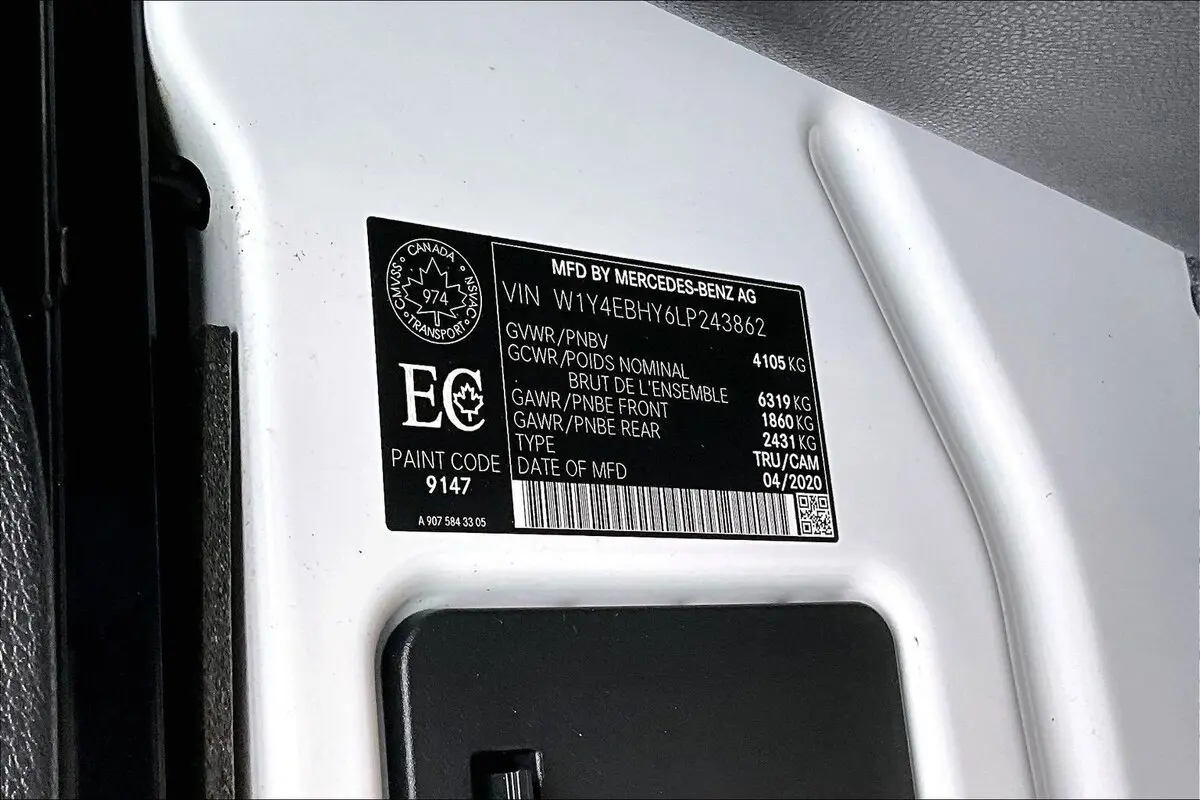 CANADA
CMVSS
NSVAC
974
TRANSPORT
EC
PAINT CODE
9147
A 907 584 33 05
MFD BY MERCEDES-BENZ AG
VIN W1Y4EBHY6LP243862
GVWR/PNBV 4105 KG
GCWR/POIDS NOMINAL
BRUT DE L'ENSEMBLE 6319 KG
GAWR/PNBE FRONT 1860 KG
GAWR/PNBE REAR 2431 KG
TYPE TRU/CAM
DATE OF MFD 04/2020